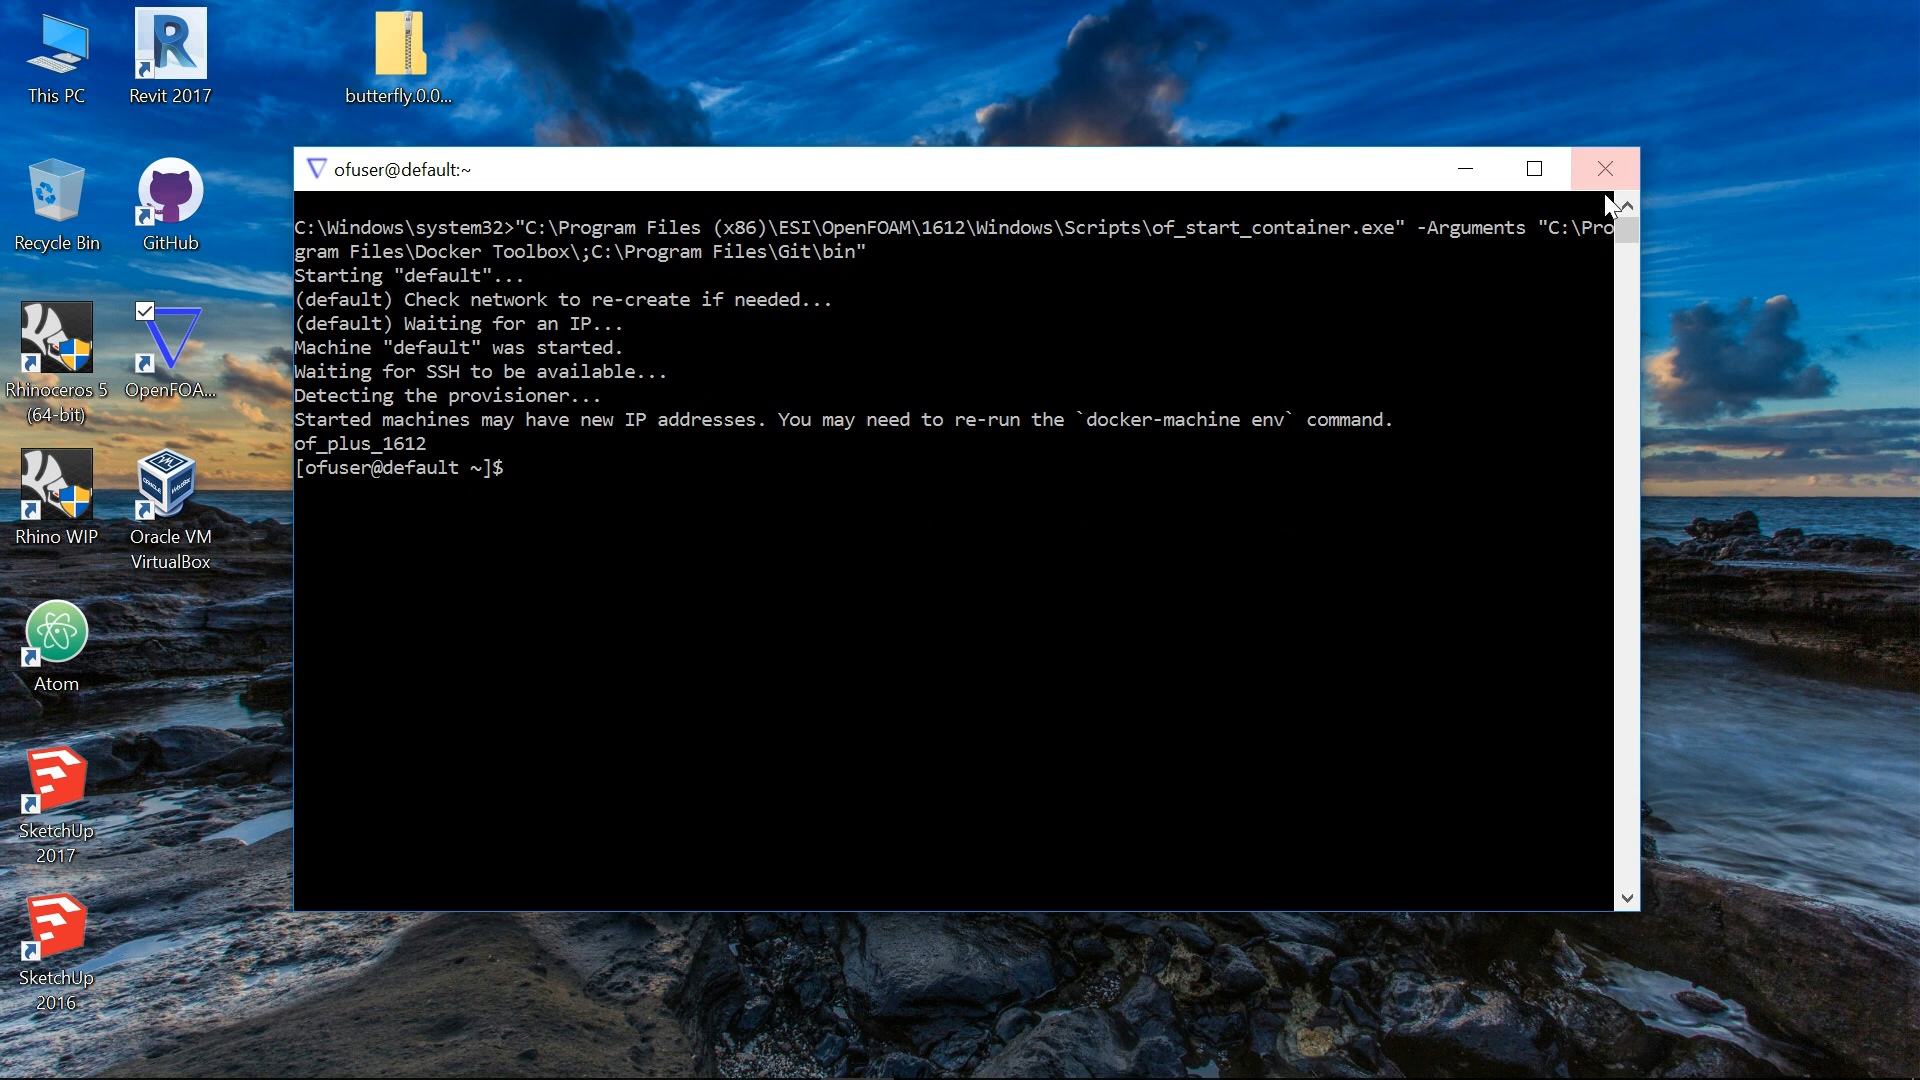 This PC
Revit 2017
butterfly.0.0...
Recycle Bin
GitHub
Rhinoceros 5
(64-bit)
OpenFOA...
Rhino WIP
Oracle VM
VirtualBox
Atom
SketchUp
2017
SketchUp
2016
ofuser@default:~
C:\Windows\system32>"C:\Program Files (x86)\ESI\OpenFOAM\1612\Windows\Scripts\of_start_container.exe" -Arguments "C:\Pro
gram Files\Docker Toolbox\;C:\Program Files\Git\bin"
Starting "default"...
(default) Check network to re-create if needed...
(default) Waiting for an IP...
Machine "default" was started.
Waiting for SSH to be available...
Detecting the provisioner...
Started machines may have new IP addresses. You may need to re-run the `docker-machine env` command.
of_plus_1612
[ofuser@default ~]$